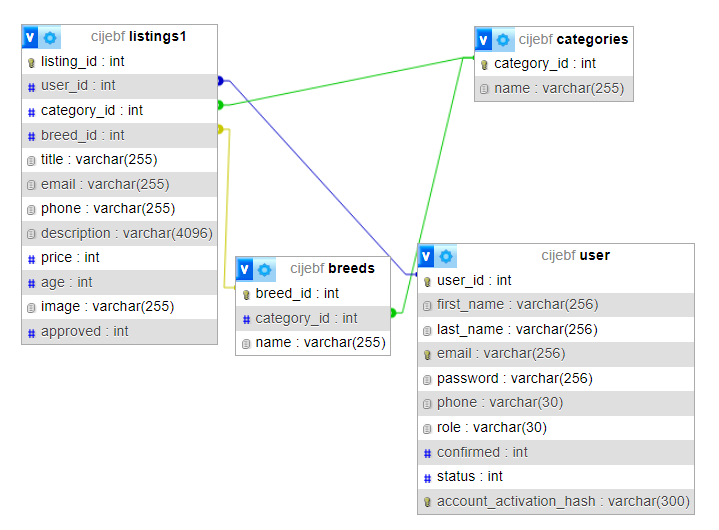 v cijebf listings1
listing_id : int
# user_id : int
# category_id : int
# breed_id : int
title : varchar(255)
email : varchar(255)
phone : varchar(255)
description : varchar(4096)
# price : int
# age : int
image : varchar(255)
# approved : int
v cijebf categories
category_id : int
name : varchar(255)
v cijebf breeds
breed_id : int
# category_id : int
name : varchar(255)
v cijebf user
user_id : int
first_name : varchar(256)
last_name : varchar(256)
email : varchar(256)
password : varchar(256)
phone : varchar(30)
role : varchar(30)
# confirmed : int
# status : int
account_activation_hash : varchar(300)